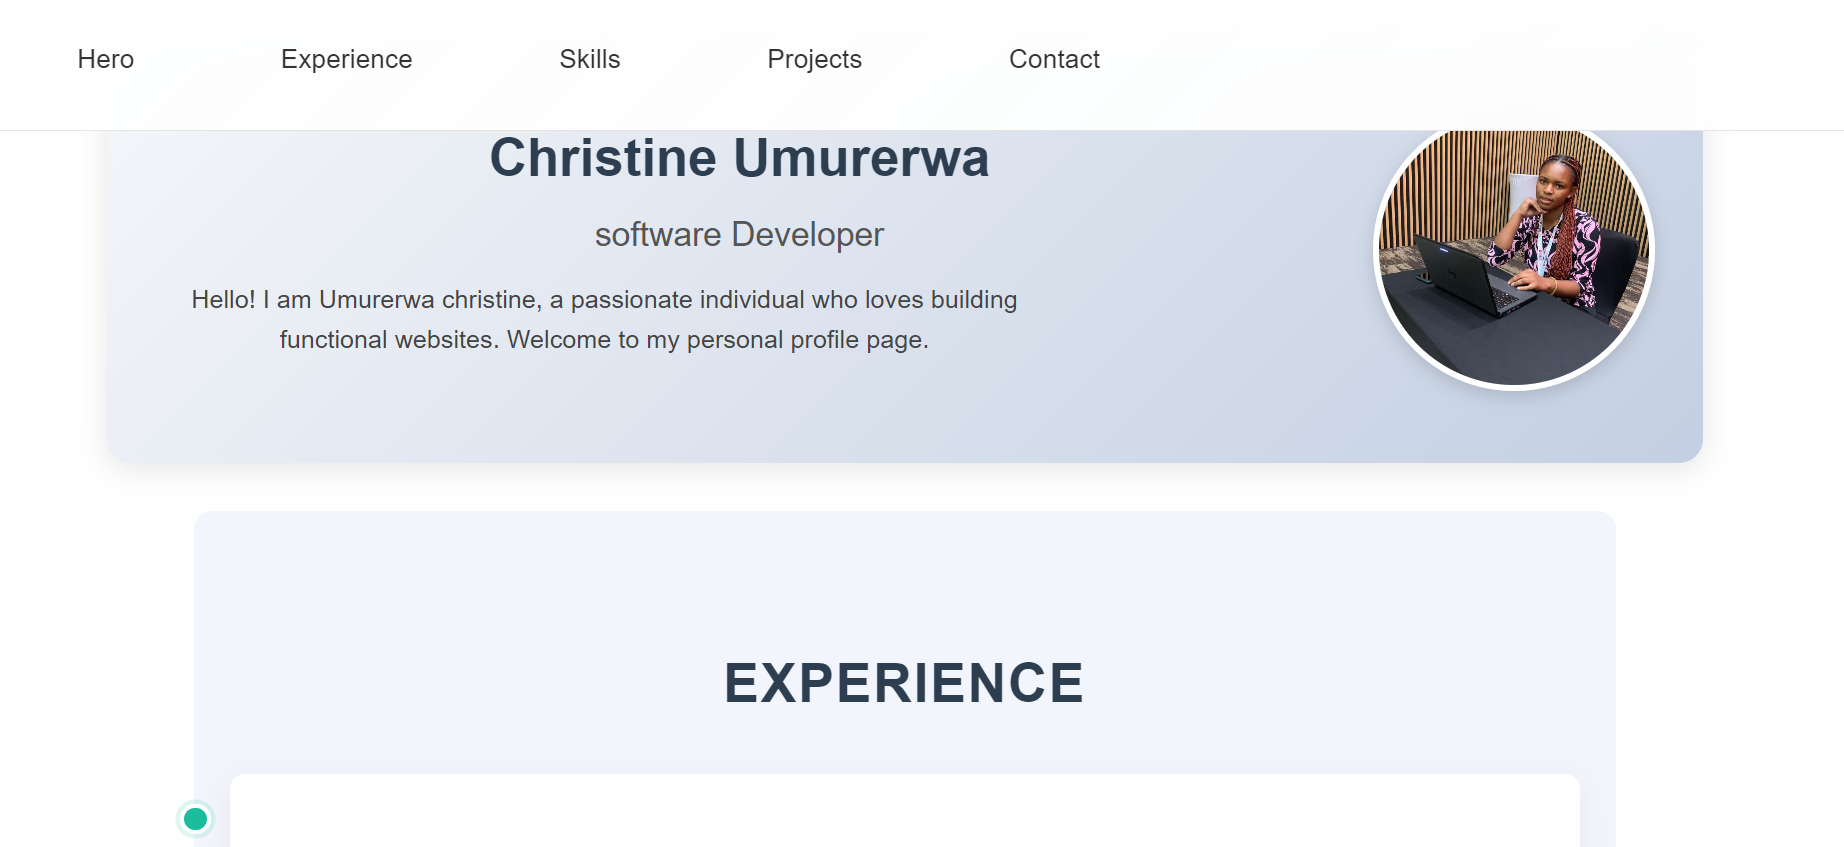 Hero Experience Skills Projects Contact
Christine Umurerwa
software Developer
Hello! I am Umurerwa christine, a passionate individual who loves building
functional websites. Welcome to my personal profile page.
EXPERIENCE